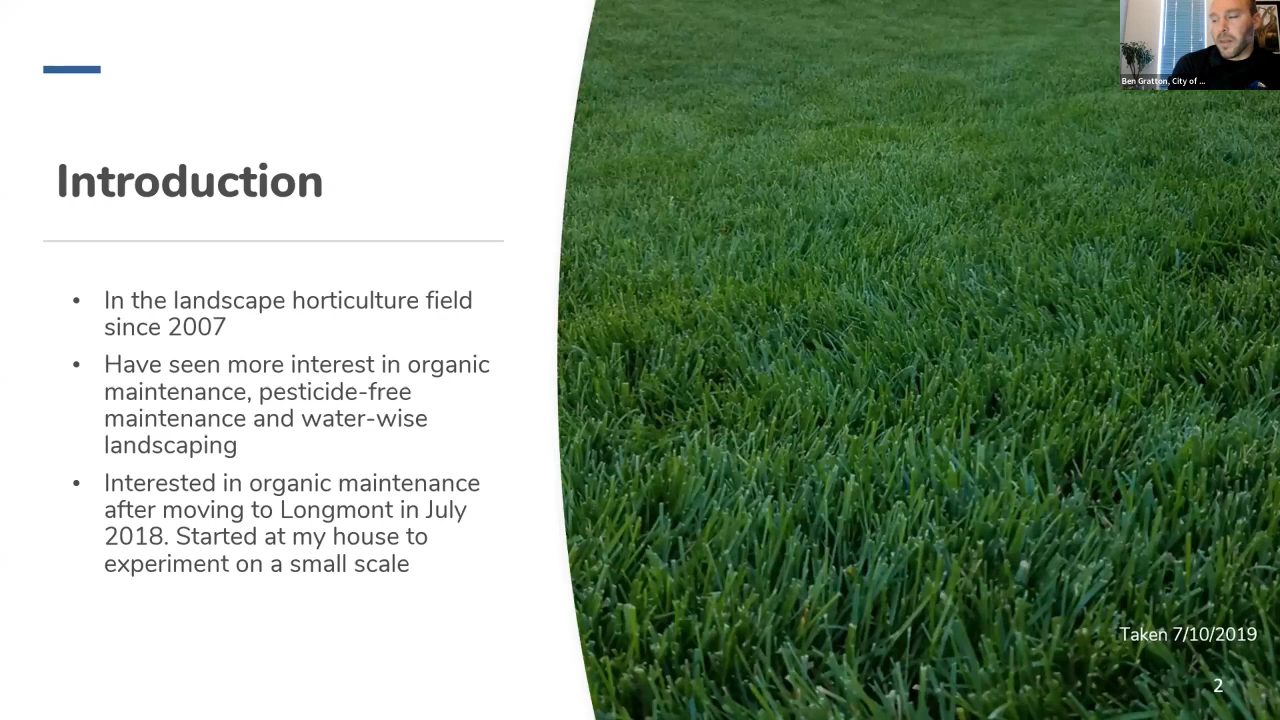 Ben Gratton, City of ...
Introduction
• In the landscape horticulture field
since 2007
• Have seen more interest in organic
maintenance, pesticide-free
maintenance and water-wise
landscaping
• Interested in organic maintenance
after moving to Longmont in July
2018. Started at my house to
experiment on a small scale
Taken 7/10/2019
2